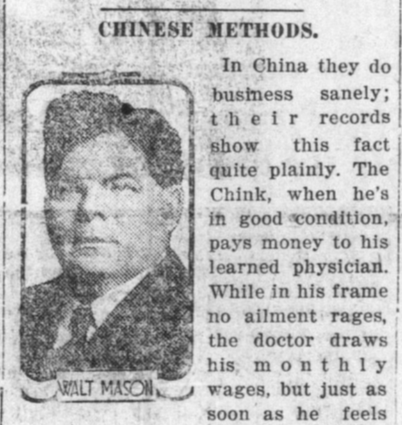 CHINESE METHODS.
In China they do
business sanely;
their records
show this fact
quite plainly. The
Chink, when he's
in good condition,
pays money to his
learned physician.
While in his frame
no ailment rages,
the doctor draws
his monthly
wages, but just as
soon as he feels
WALT MASON